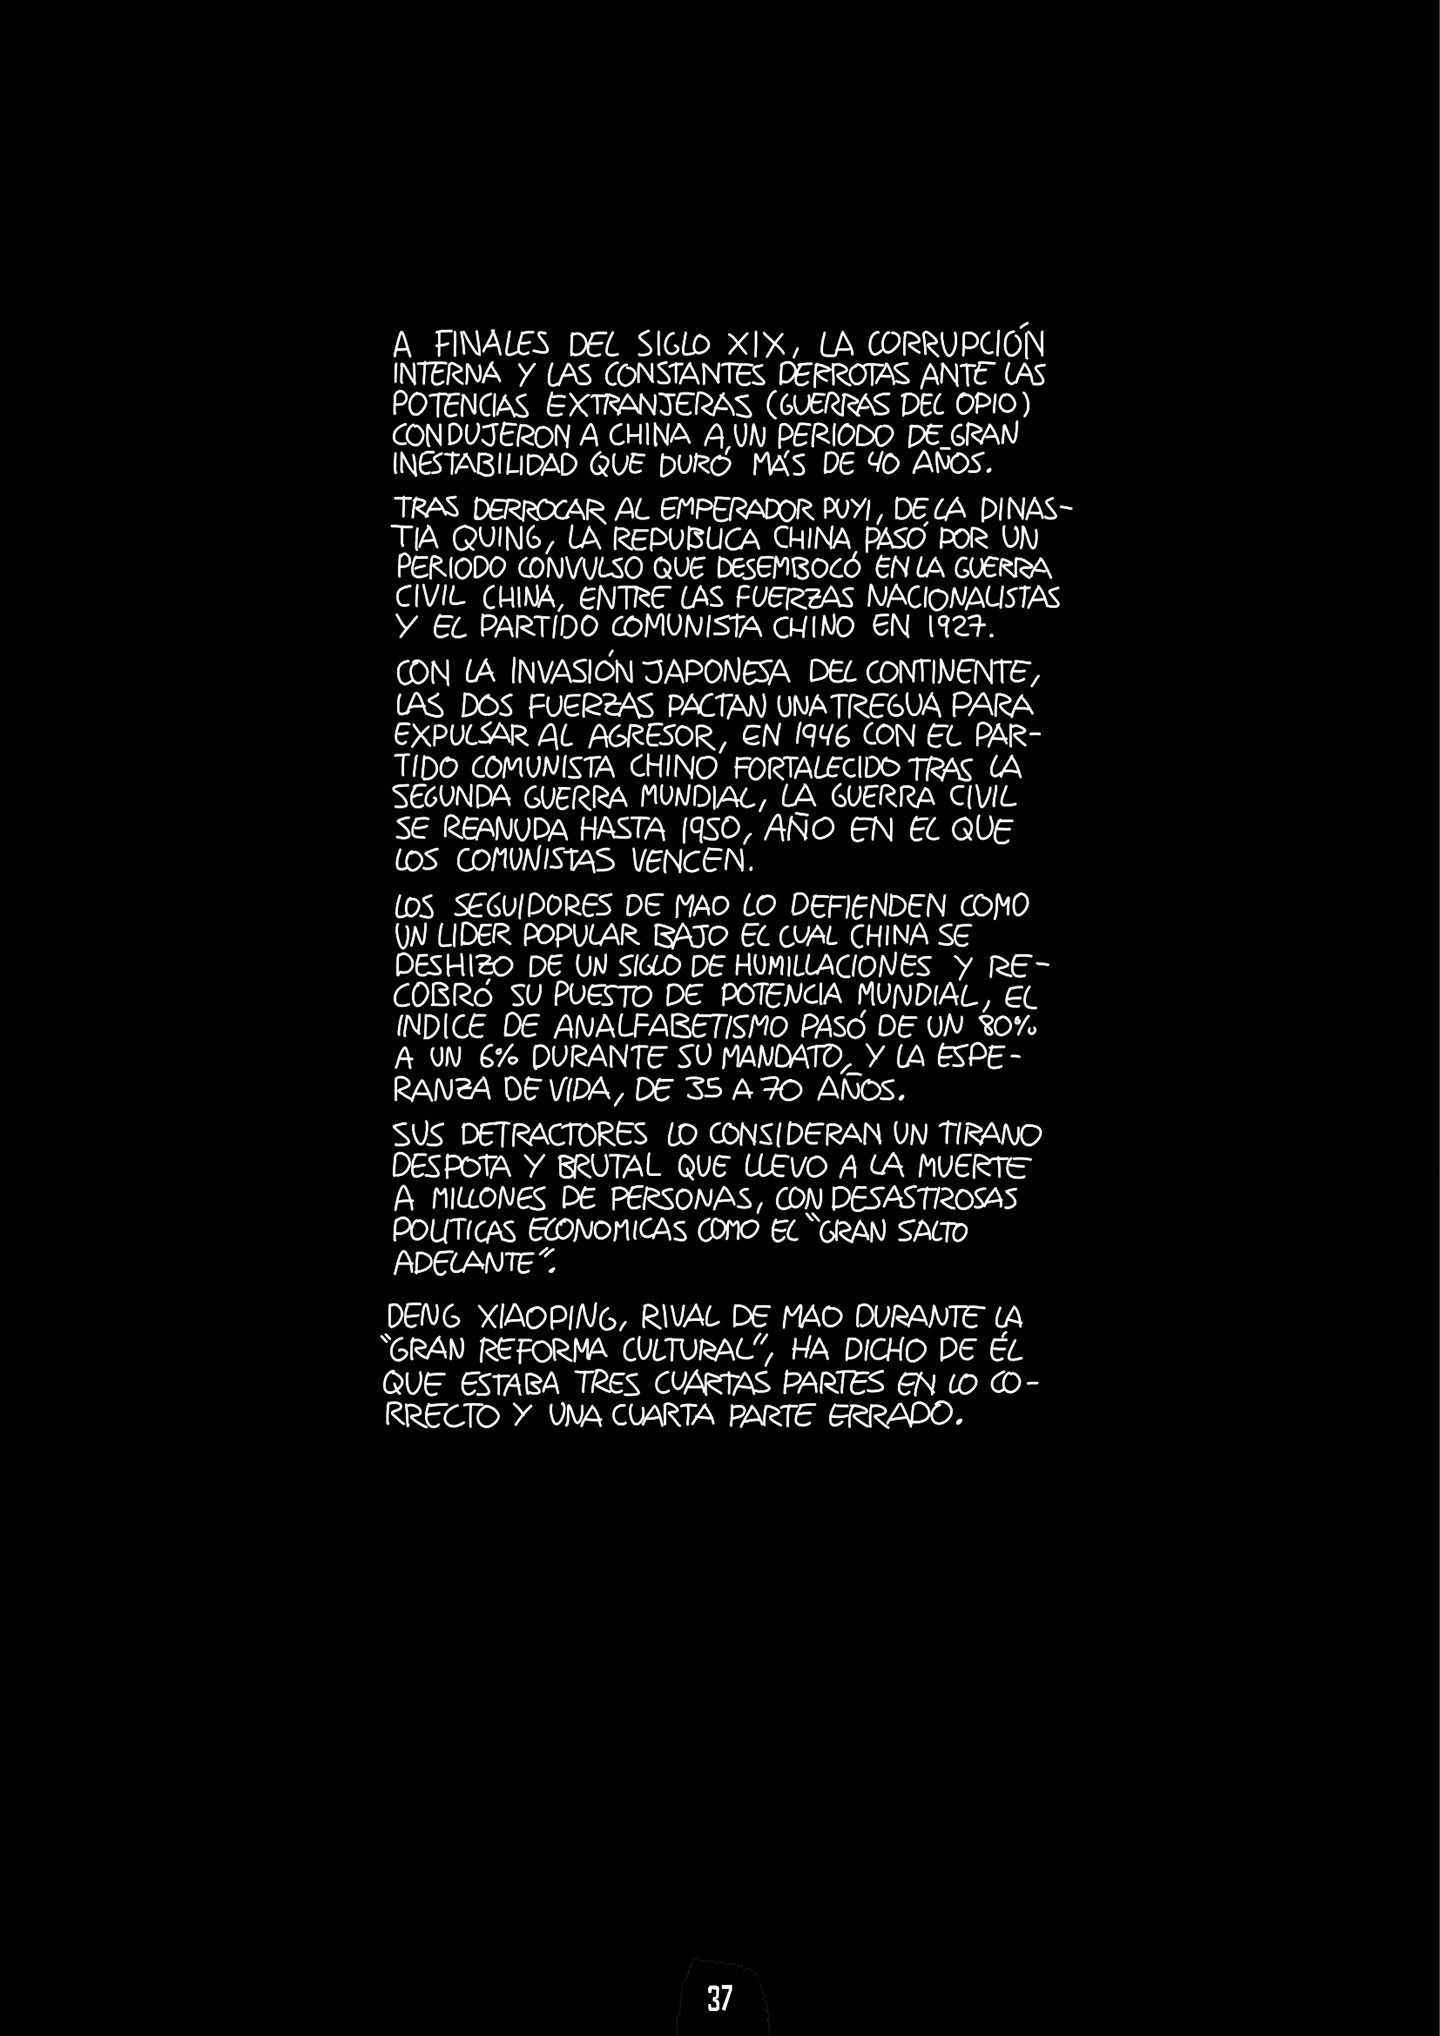 A FINALES DEL SIGLO XIX, LA CORRUPCIÓN
INTERNA Y LAS CONSTANTES DERROTAS ANTE LAS
POTENCIAS EXTRANJERAS (GUERRAS DEL OPIO)
CONDUJERON A CHINA A UN PERIODO DE GRAN
INESTABILIDAD QUE DURÓ MÁS DE 40 AÑOS.
TRAS DERROCAR AL EMPERADOR PUYI, DE LA DINAS-
TÍA QUING, LA REPUBLICA CHINA PASÓ POR UN
PERIODO CONVULSO QUE DESEMBOCÓ EN LA GUERRA
CIVIL CHINA, ENTRE LAS FUERZAS NACIONALISTAS
Y EL PARTIDO COMUNISTA CHINO EN 1927.
CON LA INVASIÓN JAPONESA DEL CONTINENTE,
LAS DOS FUERZAS PACTAN UNA TREGUA PARA
EXPULSAR AL AGRESOR, EN 1946 CON EL PAR-
TIDO COMUNISTA CHINO FORTALECIDO TRAS LA
SEGUNDA GUERRA MUNDIAL, LA GUERRA CIVIL
SE REANUDA HASTA 1950, AÑO EN EL QUE
LOS COMUNISTAS VENCEN.
LOS SEGUIDORES DE MAO LO DEFIENDEN COMO
UN LIDER POPULAR BAJO EL CUAL CHINA SE
DESHIZO DE UN SIGLO DE HUMILLACIONES Y RE-
COBRÓ SU PUESTO DE POTENCIA MUNDIAL, EL
INDICE DE ANALFABETISMO PASÓ DE UN 80%
A UN 6% DURANTE SU MANDATO, Y LA ESPE-
RANZA DE VIDA, DE 35 A 70 AÑOS.
SUS DETRACTORES LO CONSIDERAN UN TIRANO
DESPOTA Y BRUTAL QUE LLEVO A LA MUERTE
A MILLONES DE PERSONAS, CON DESASTROSAS
POLITICAS ECONOMICAS COMO EL "GRAN SALTO
ADELANTE".
DENG XIAOPING, RIVAL DE MAO DURANTE LA
"GRAN REFORMA CULTURAL", HA DICHO DE ÉL
QUE ESTABA TRES CUARTAS PARTES EN LO CO-
RRECTO Y UNA CUARTA PARTE ERRADO.
37